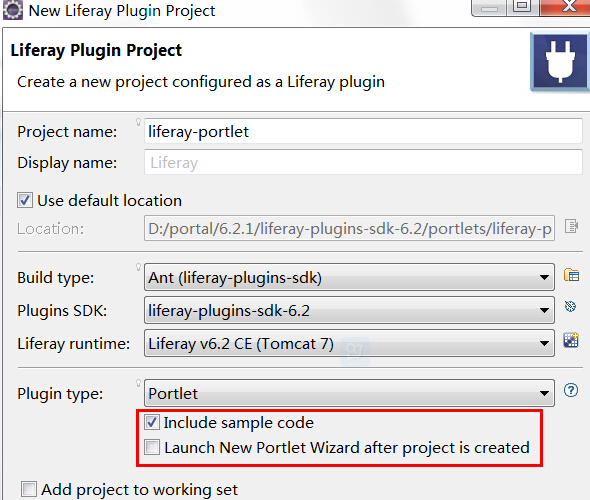 New Liferay Plugin Project
Liferay Plugin Project
Create a new project configured as a Liferay plugin
Project name: liferay-portlet
Display name: Liferay
Use default location
Location: D:/portal/6.2.1/liferay-plugins-sdk-6.2/portlets/liferay-p
Build type: Ant (liferay-plugins-sdk)
Plugins SDK: liferay-plugins-sdk-6.2
Liferay runtime: Liferay v6.2 CE (Tomcat 7)
Plugin type: Portlet
Include sample code
Launch New Portlet Wizard after project is created
Add project to working set